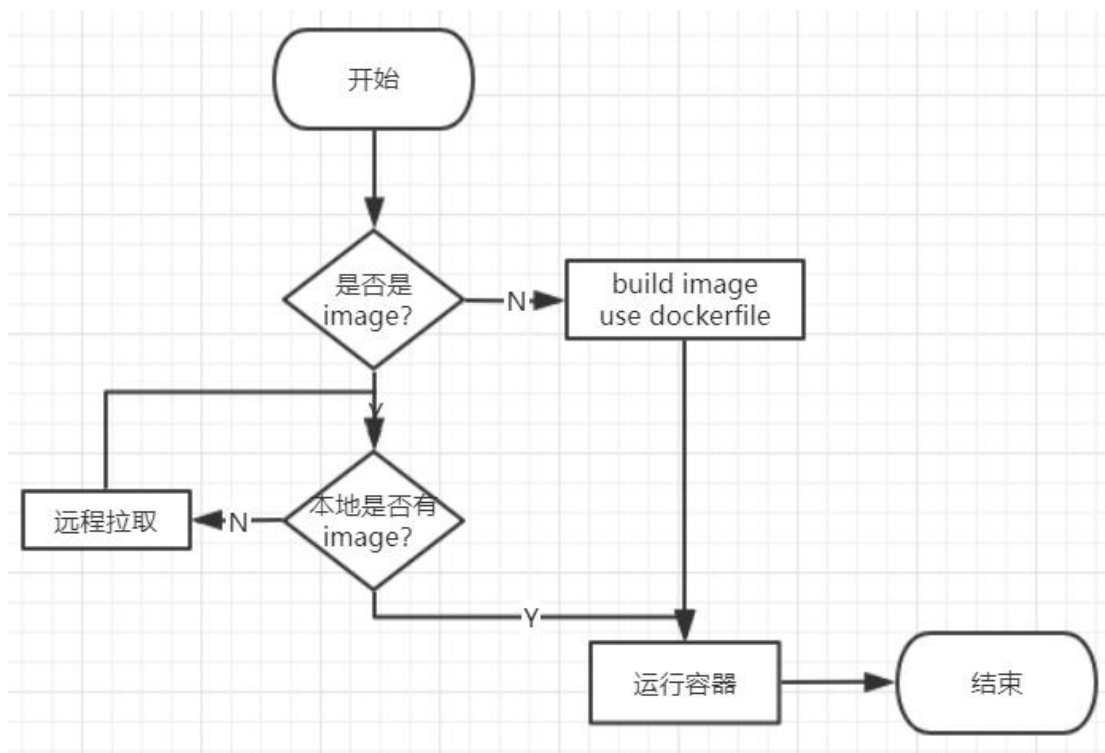 开始
是否是
image?
N
build image
use dockerfile
Y
本地是否有
image?
N
远程拉取
Y
运行容器
结束